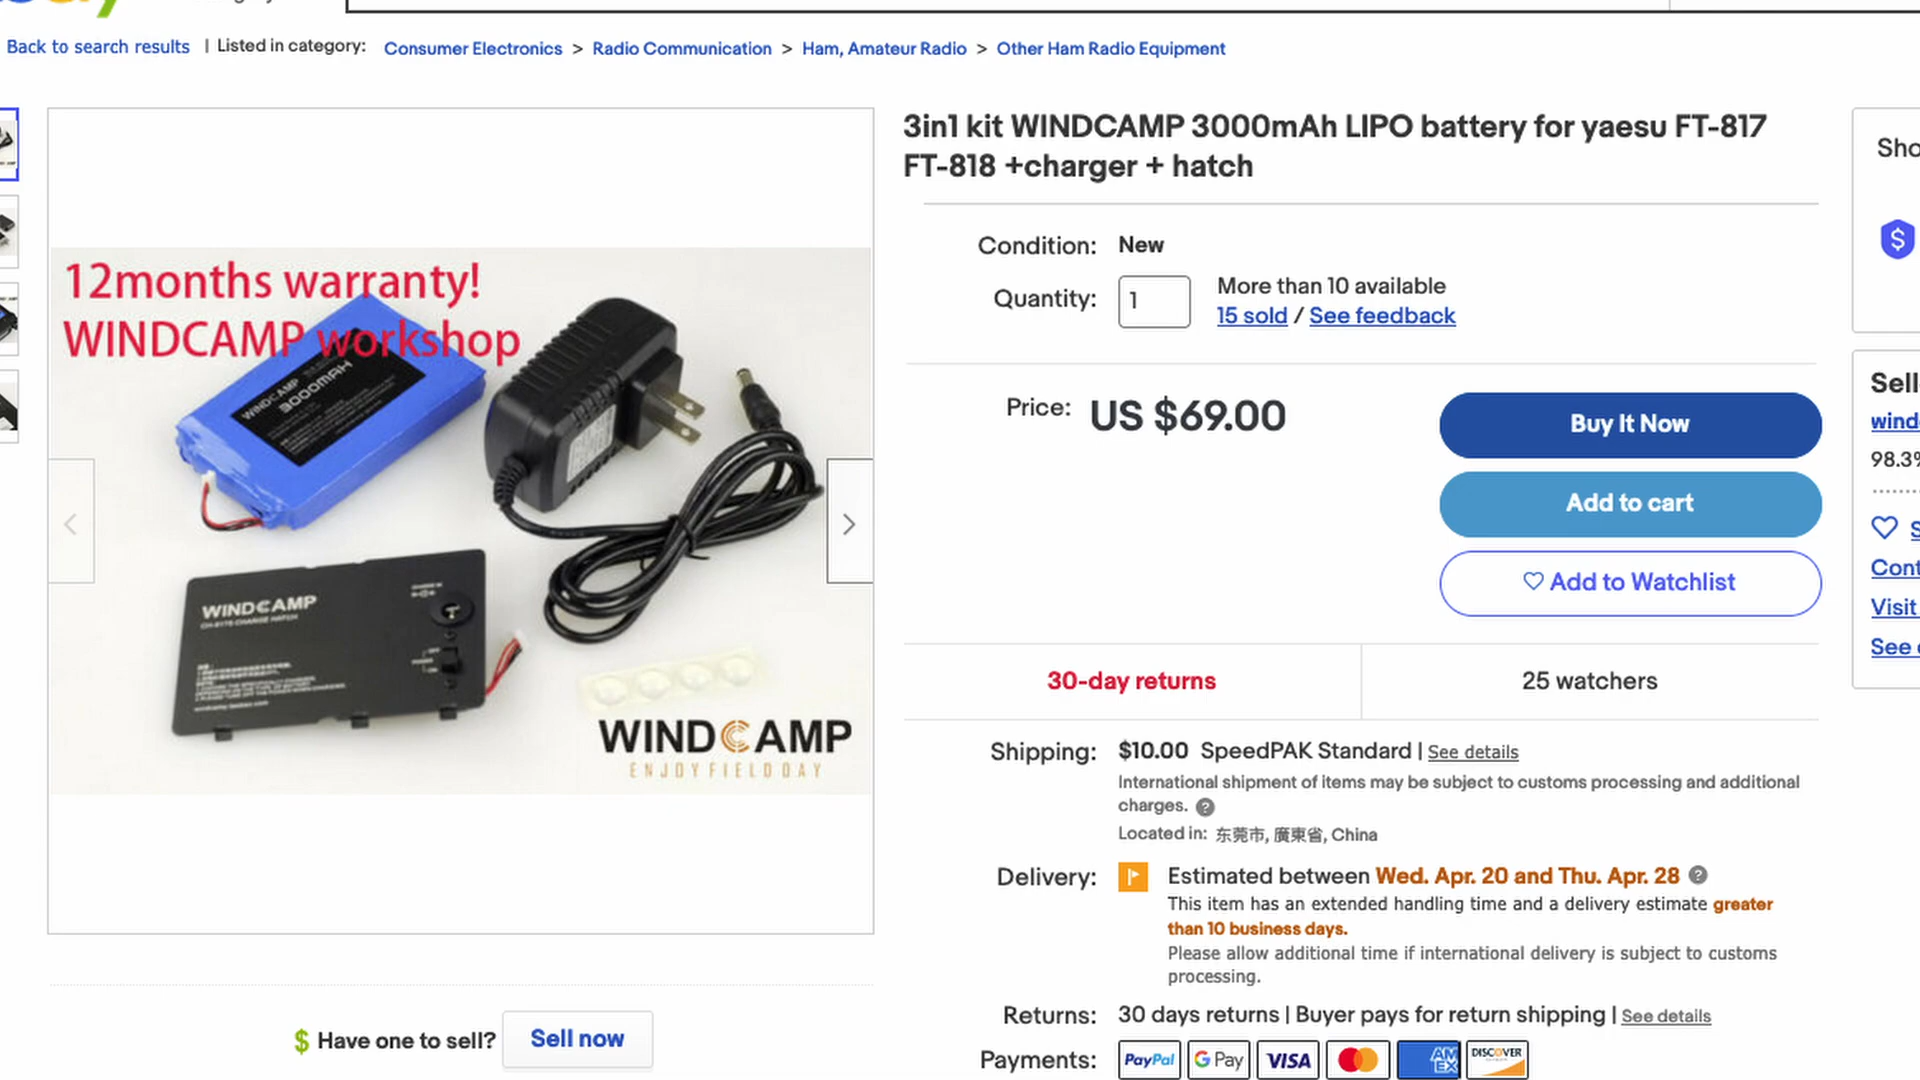 Back to search results | Listed in category: Consumer Electronics > Radio Communication > Ham, Amateur Radio > Other Ham Radio Equipment
12months warranty!
WINDCAMP workshop
WINDCAMP
3000MAH
WINDCAMP
WINDCAMP
ENJOY FIELD DAY
$ Have one to sell? Sell now
3in1 kit WINDCAMP 3000mAh LIPO battery for yaesu FT-817
FT-818 +charger + hatch
Condition: New
Quantity: 1
More than 10 available
15 sold / See feedback
Price: US $69.00
Buy It Now
Add to cart
Add to Watchlist
30-day returns
25 watchers
Shipping: $10.00 SpeedPAK Standard | See details
International shipment of items may be subject to customs processing and additional
charges.
Located in: 东莞市, 廣東省, China
Delivery: Estimated between Wed. Apr. 20 and Thu. Apr. 28
This item has an extended handling time and a delivery estimate greater
than 10 business days.
Please allow additional time if international delivery is subject to customs
processing.
Returns: 30 days returns | Buyer pays for return shipping | See details
Payments: PayPal G Pay VISA AMEX DISCOVER
Sho
Sell
wind
98.3%
S
Cont
Visit
See